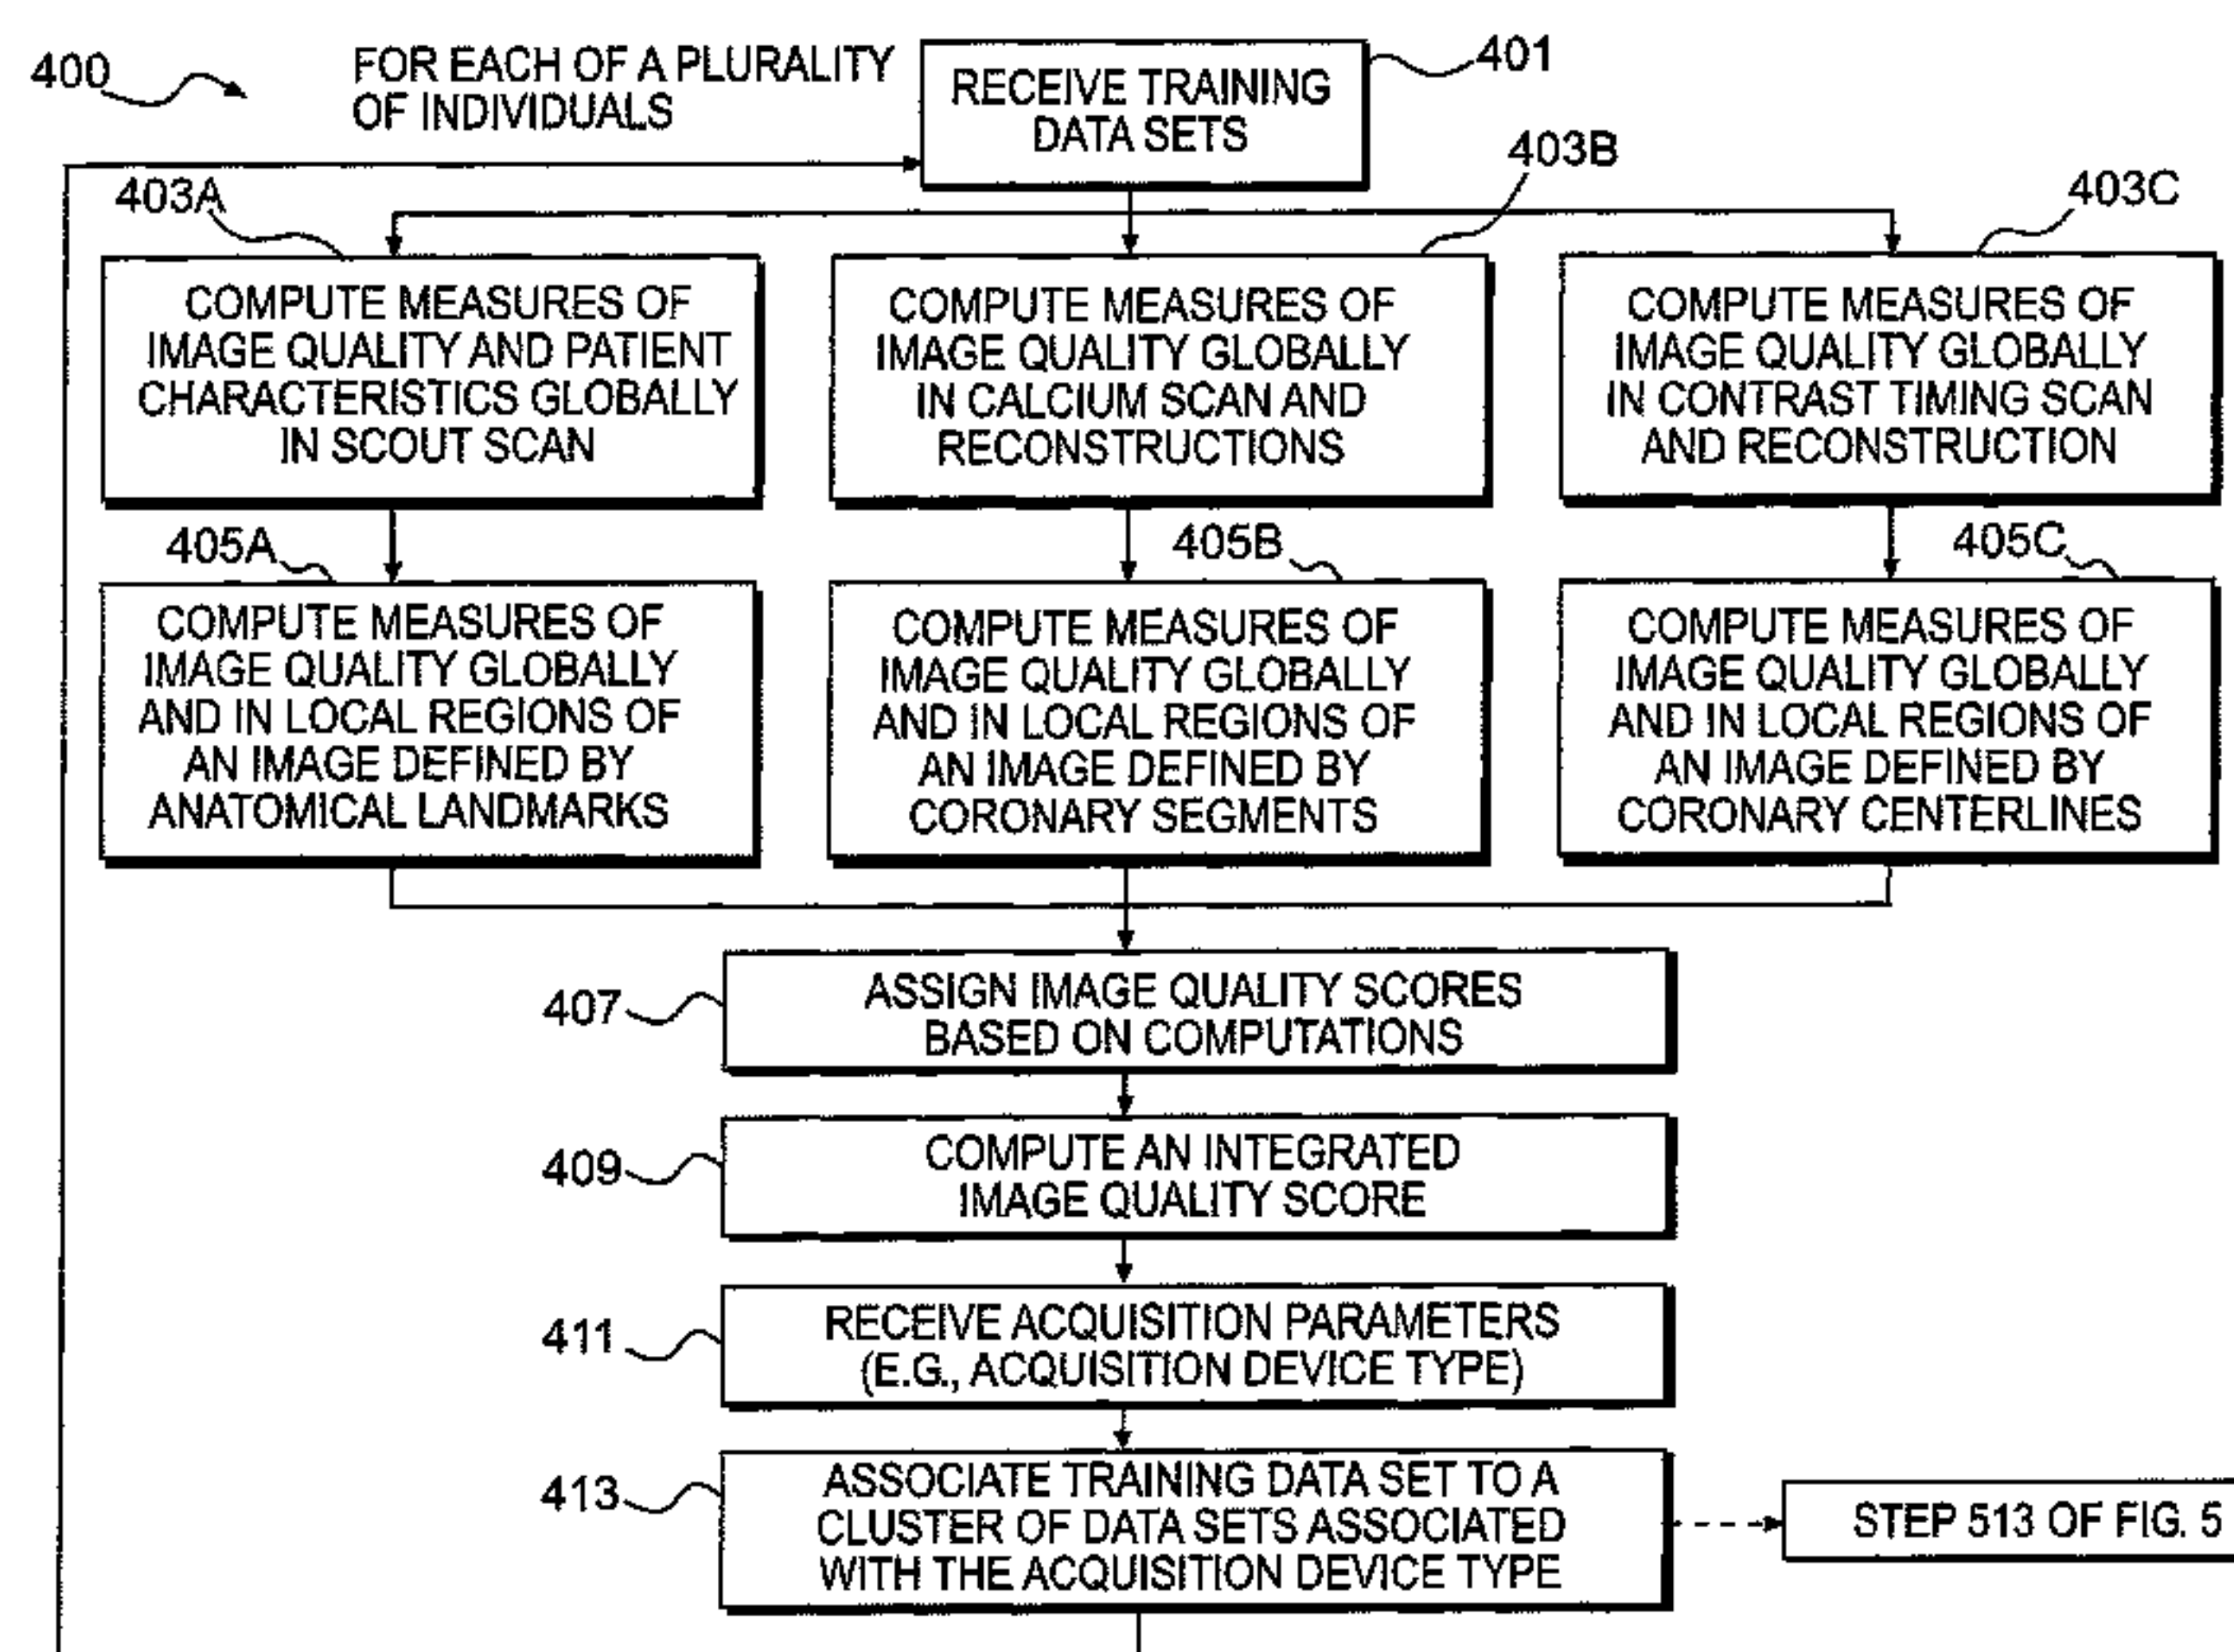 400
FOR EACH OF A PLURALITY
OF INDIVIDUALS
RECEIVE TRAINING
DATA SETS
401
403A
403B
403C
COMPUTE MEASURES OF
IMAGE QUALITY AND PATIENT
CHARACTERISTICS GLOBALLY
IN SCOUT SCAN
COMPUTE MEASURES OF
IMAGE QUALITY GLOBALLY
IN CALCIUM SCAN AND
RECONSTRUCTIONS
COMPUTE MEASURES OF
IMAGE QUALITY GLOBALLY
IN CONTRAST TIMING SCAN
AND RECONSTRUCTION
405A
405B
405C
COMPUTE MEASURES OF
IMAGE QUALITY GLOBALLY
AND IN LOCAL REGIONS OF
AN IMAGE DEFINED BY
ANATOMICAL LANDMARKS
COMPUTE MEASURES OF
IMAGE QUALITY GLOBALLY
AND IN LOCAL REGIONS OF
AN IMAGE DEFINED BY
CORONARY SEGMENTS
COMPUTE MEASURES OF
IMAGE QUALITY GLOBALLY
AND IN LOCAL REGIONS OF
AN IMAGE DEFINED BY
CORONARY CENTERLINES
407
ASSIGN IMAGE QUALITY SCORES
BASED ON COMPUTATIONS
409
COMPUTE AN INTEGRATED
IMAGE QUALITY SCORE
411
RECEIVE ACQUISITION PARAMETERS
(E.G., ACQUISITION DEVICE TYPE)
413
ASSOCIATE TRAINING DATA SET TO A
CLUSTER OF DATA SETS ASSOCIATED
WITH THE ACQUISITION DEVICE TYPE
STEP 513 OF FIG. 5